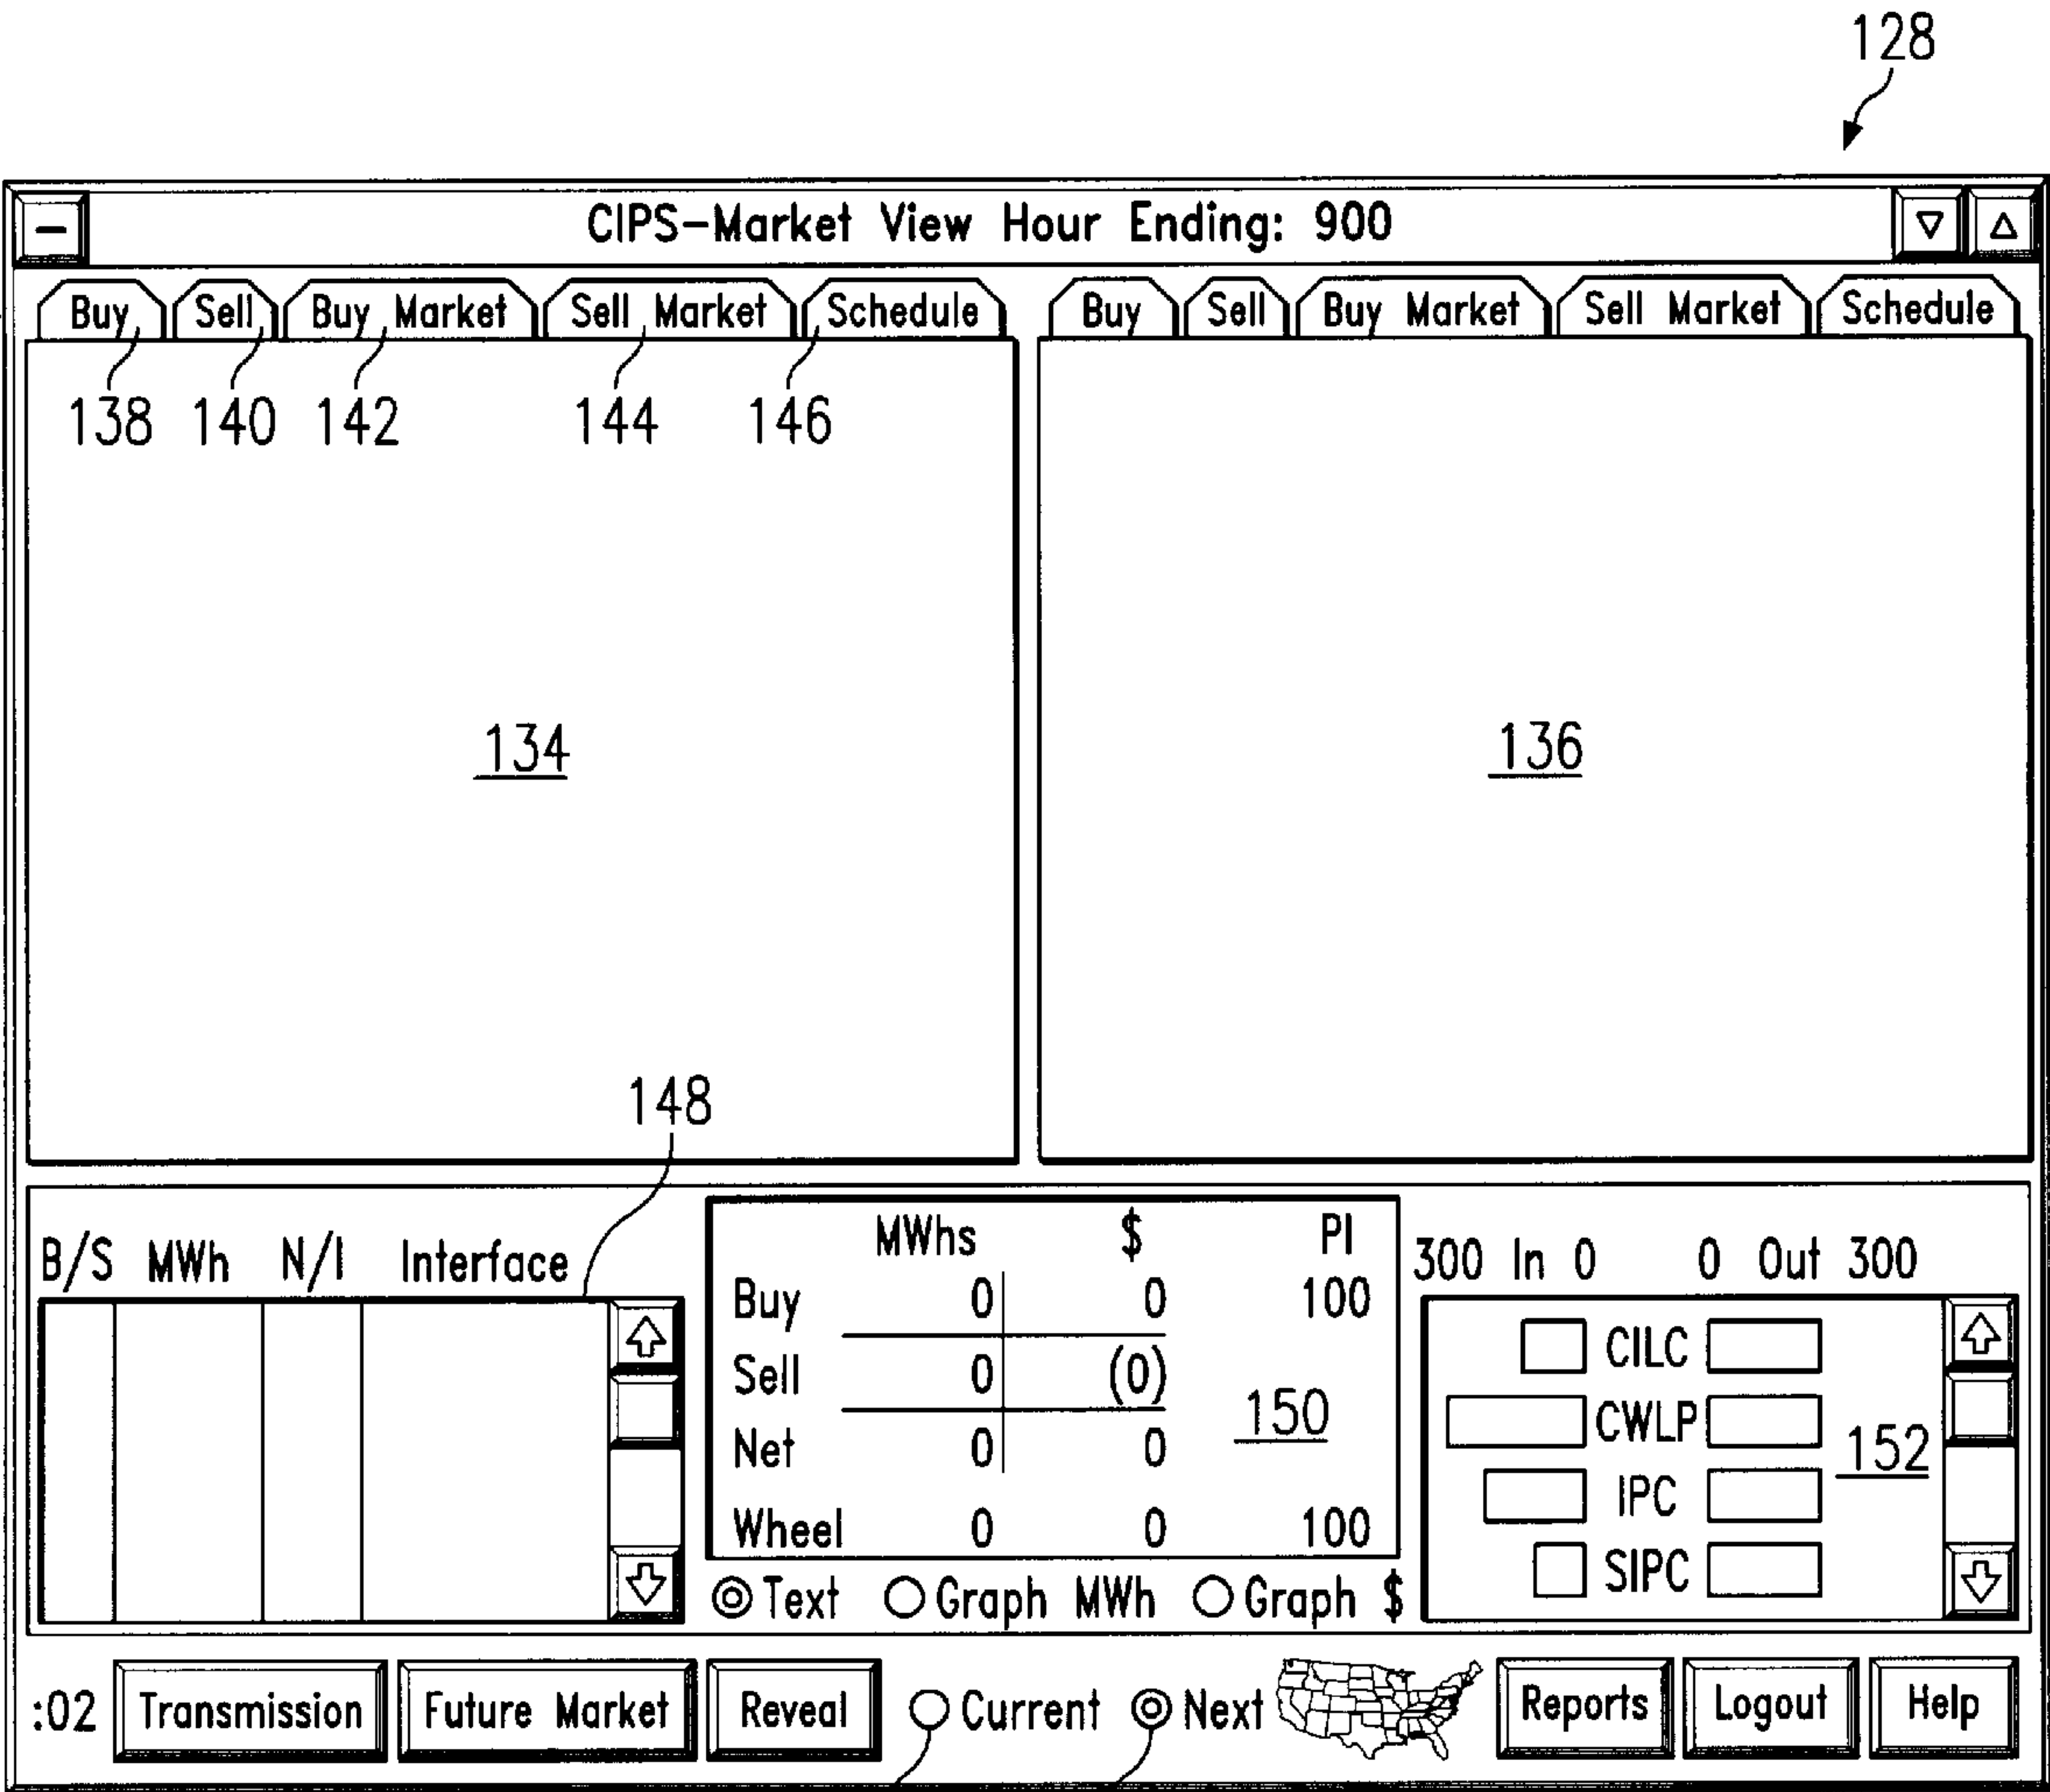 128
CIPS-Market View Hour Ending: 900
Buy Sell Buy Market Sell Market Schedule Buy Sell Buy Market Sell Market Schedule
138 140 142 144 146
134 136
148
B/S MWh N/I Interface
MWhs $ PI
Buy 0 0 100
Sell 0 (0)
Net 0 0
Wheel 0 0 100
150
Text Graph MWh Graph $
300 In 0 0 Out 300
CILC
CWLP
IPC
SIPC
152
:02 Transmission Future Market Reveal Current Next Reports Logout Help